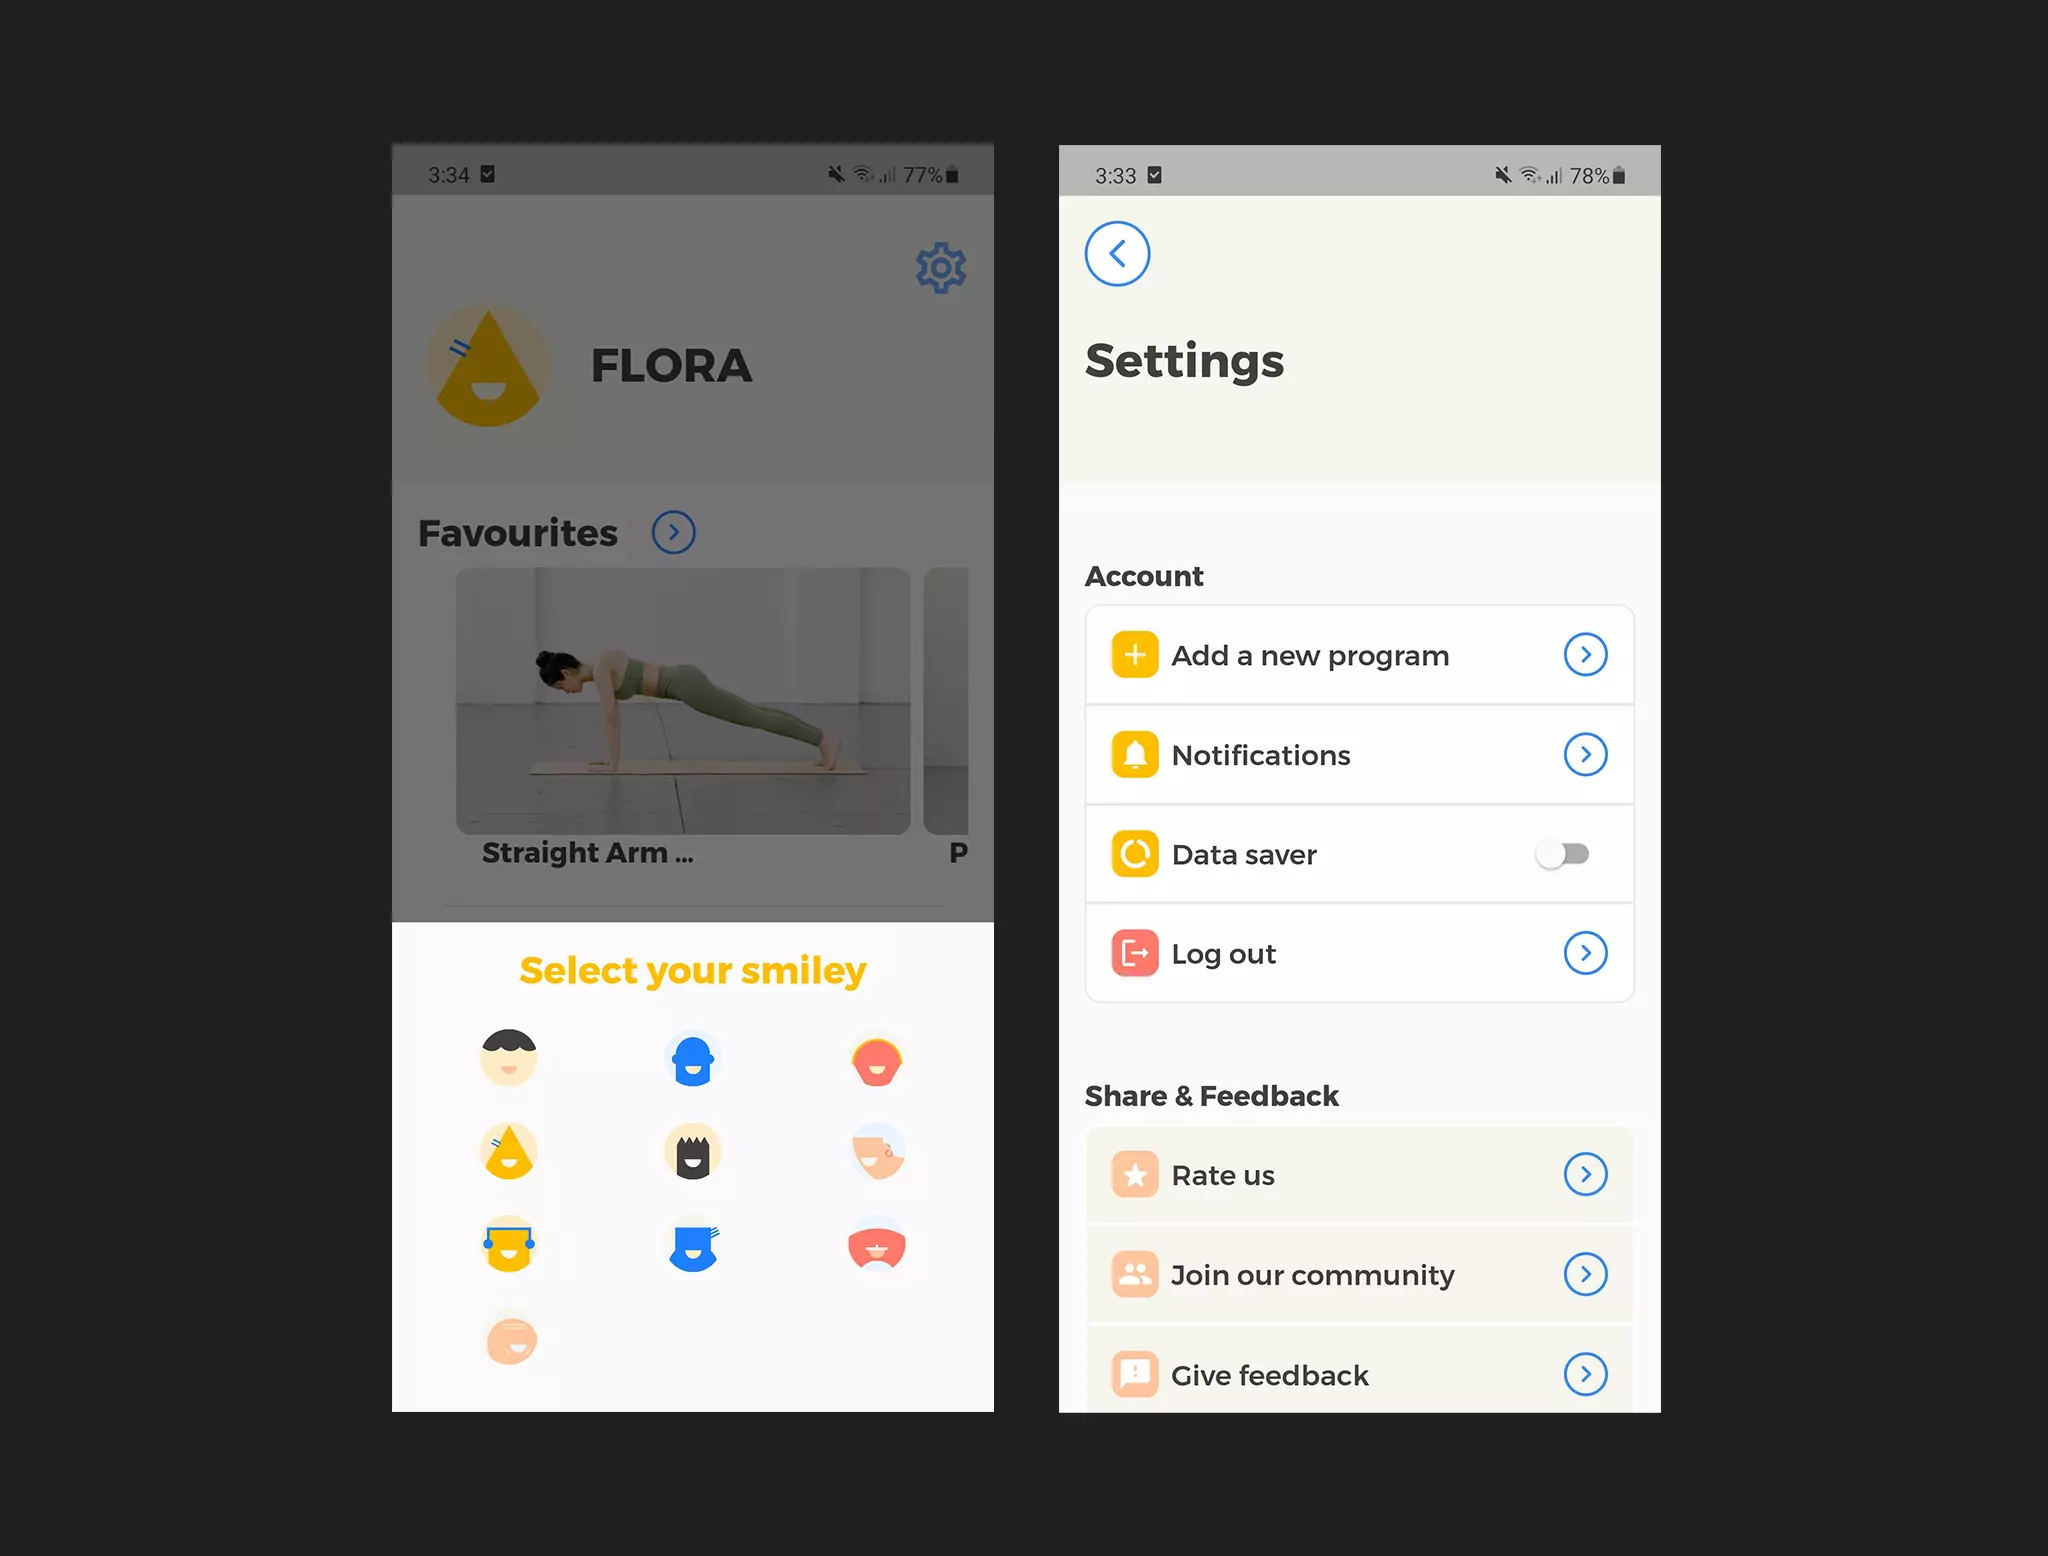 3:34
77%
FLORA
Favourites
Straight Arm ...
P
Select your smiley
3:33
78%
Settings
Account
Add a new program
Notifications
Data saver
Log out
Share & Feedback
Rate us
Join our community
Give feedback